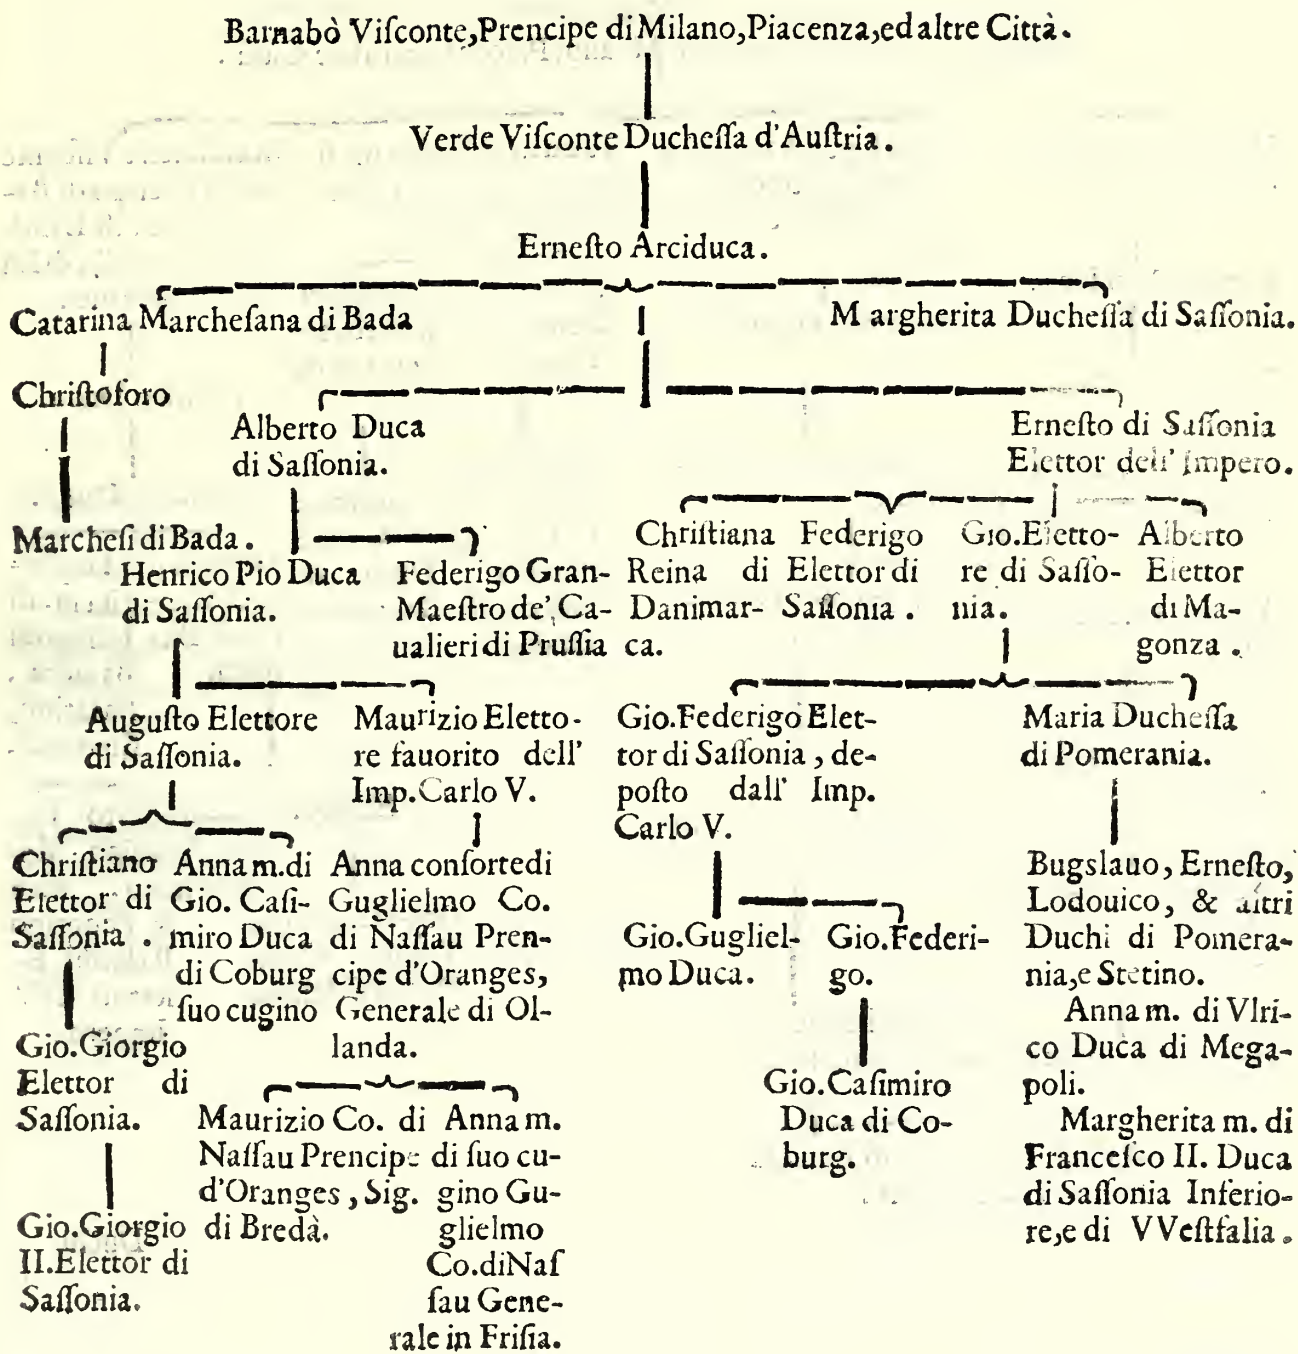 Barnabò Viſconte,Prencipe di Milano,Piacenza,ed altre Città.
Verde Viſconte Ducheſſa d'Auſtria.
Erneſto Arciduca.
Catarina Marcheſana di Bada
Margherita Ducheſſa di Saſſonia.
Chriſtoforo
Alberto Duca
di Saſſonia.
Erneſto di Saſſonia
Elettor dell' Impero.
Marcheſi di Bada.
Henrico Pio Duca
di Saſſonia.
Federigo Gran-
Maeſtro de' Ca-
ualieri di Pruſſia
Chriſtiana
Reina di
Danimar-
ca.
Federigo
Elettor di
Saſſonia.
Gio.Eletto-
re di Saſſo-
nia.
Alberto
Elettor
di Ma-
gonza.
Auguſto Elettore
di Saſſonia.
Maurizio Eletto-
re fauorito dell'
Imp.Carlo V.
Gio.Federigo Elet-
tor di Saſſonia, de-
poſto dall' Imp.
Carlo V.
Maria Ducheſſa
di Pomerania.
Chriſtiano
Elettor di
Saſſonia.
Anna m.di
Gio. Caſi-
miro Duca
di Coburg
ſuo cugino
Anna conſorte di
Guglielmo Co.
di Naſſau Pren-
cipe d'Oranges,
Generale di Ol-
landa.
Gio.Gugliel-
mo Duca.
Gio.Federi-
go.
Bugslauo, Erneſto,
Lodouico, & altri
Duchi di Pomera-
nia,e Stetino.
Anna m. di Vlri-
co Duca di Mega-
poli.
Margherita m. di
Franceſco II. Duca
di Saſſonia Inferio-
re,e di VVeſtfalia.
Gio.Giorgio
Elettor di
Saſſonia.
Maurizio Co. di
Naſſau Prencipe
d'Oranges, Sig.
di Bredà.
Anna m.
di ſuo cu-
gino Gu-
glielmo
Co.di Naſ
ſau Gene-
rale in Friſia.
Gio.Caſimiro
Duca di Co-
burg.
Gio.Giorgio
II.Elettor di
Saſſonia.